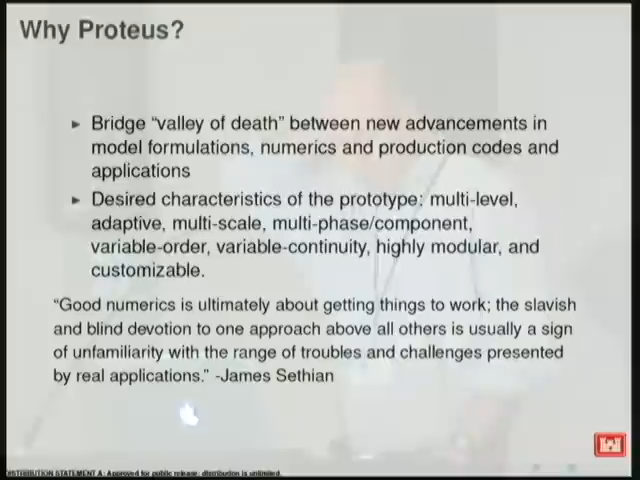 Why Proteus?
► Bridge “valley of death” between new advancements in
model formulations, numerics and production codes and
applications
► Desired characteristics of the prototype: multi-level,
adaptive, multi-scale, multi-phase/component,
variable-order, variable-continuity, highly modular, and
customizable.
“Good numerics is ultimately about getting things to work; the slavish
and blind devotion to one approach above all others is usually a sign
of unfamiliarity with the range of troubles and challenges presented
by real applications.” -James Sethian
DISTRIBUTION STATEMENT A: Approved for public release; distribution is unlimited.